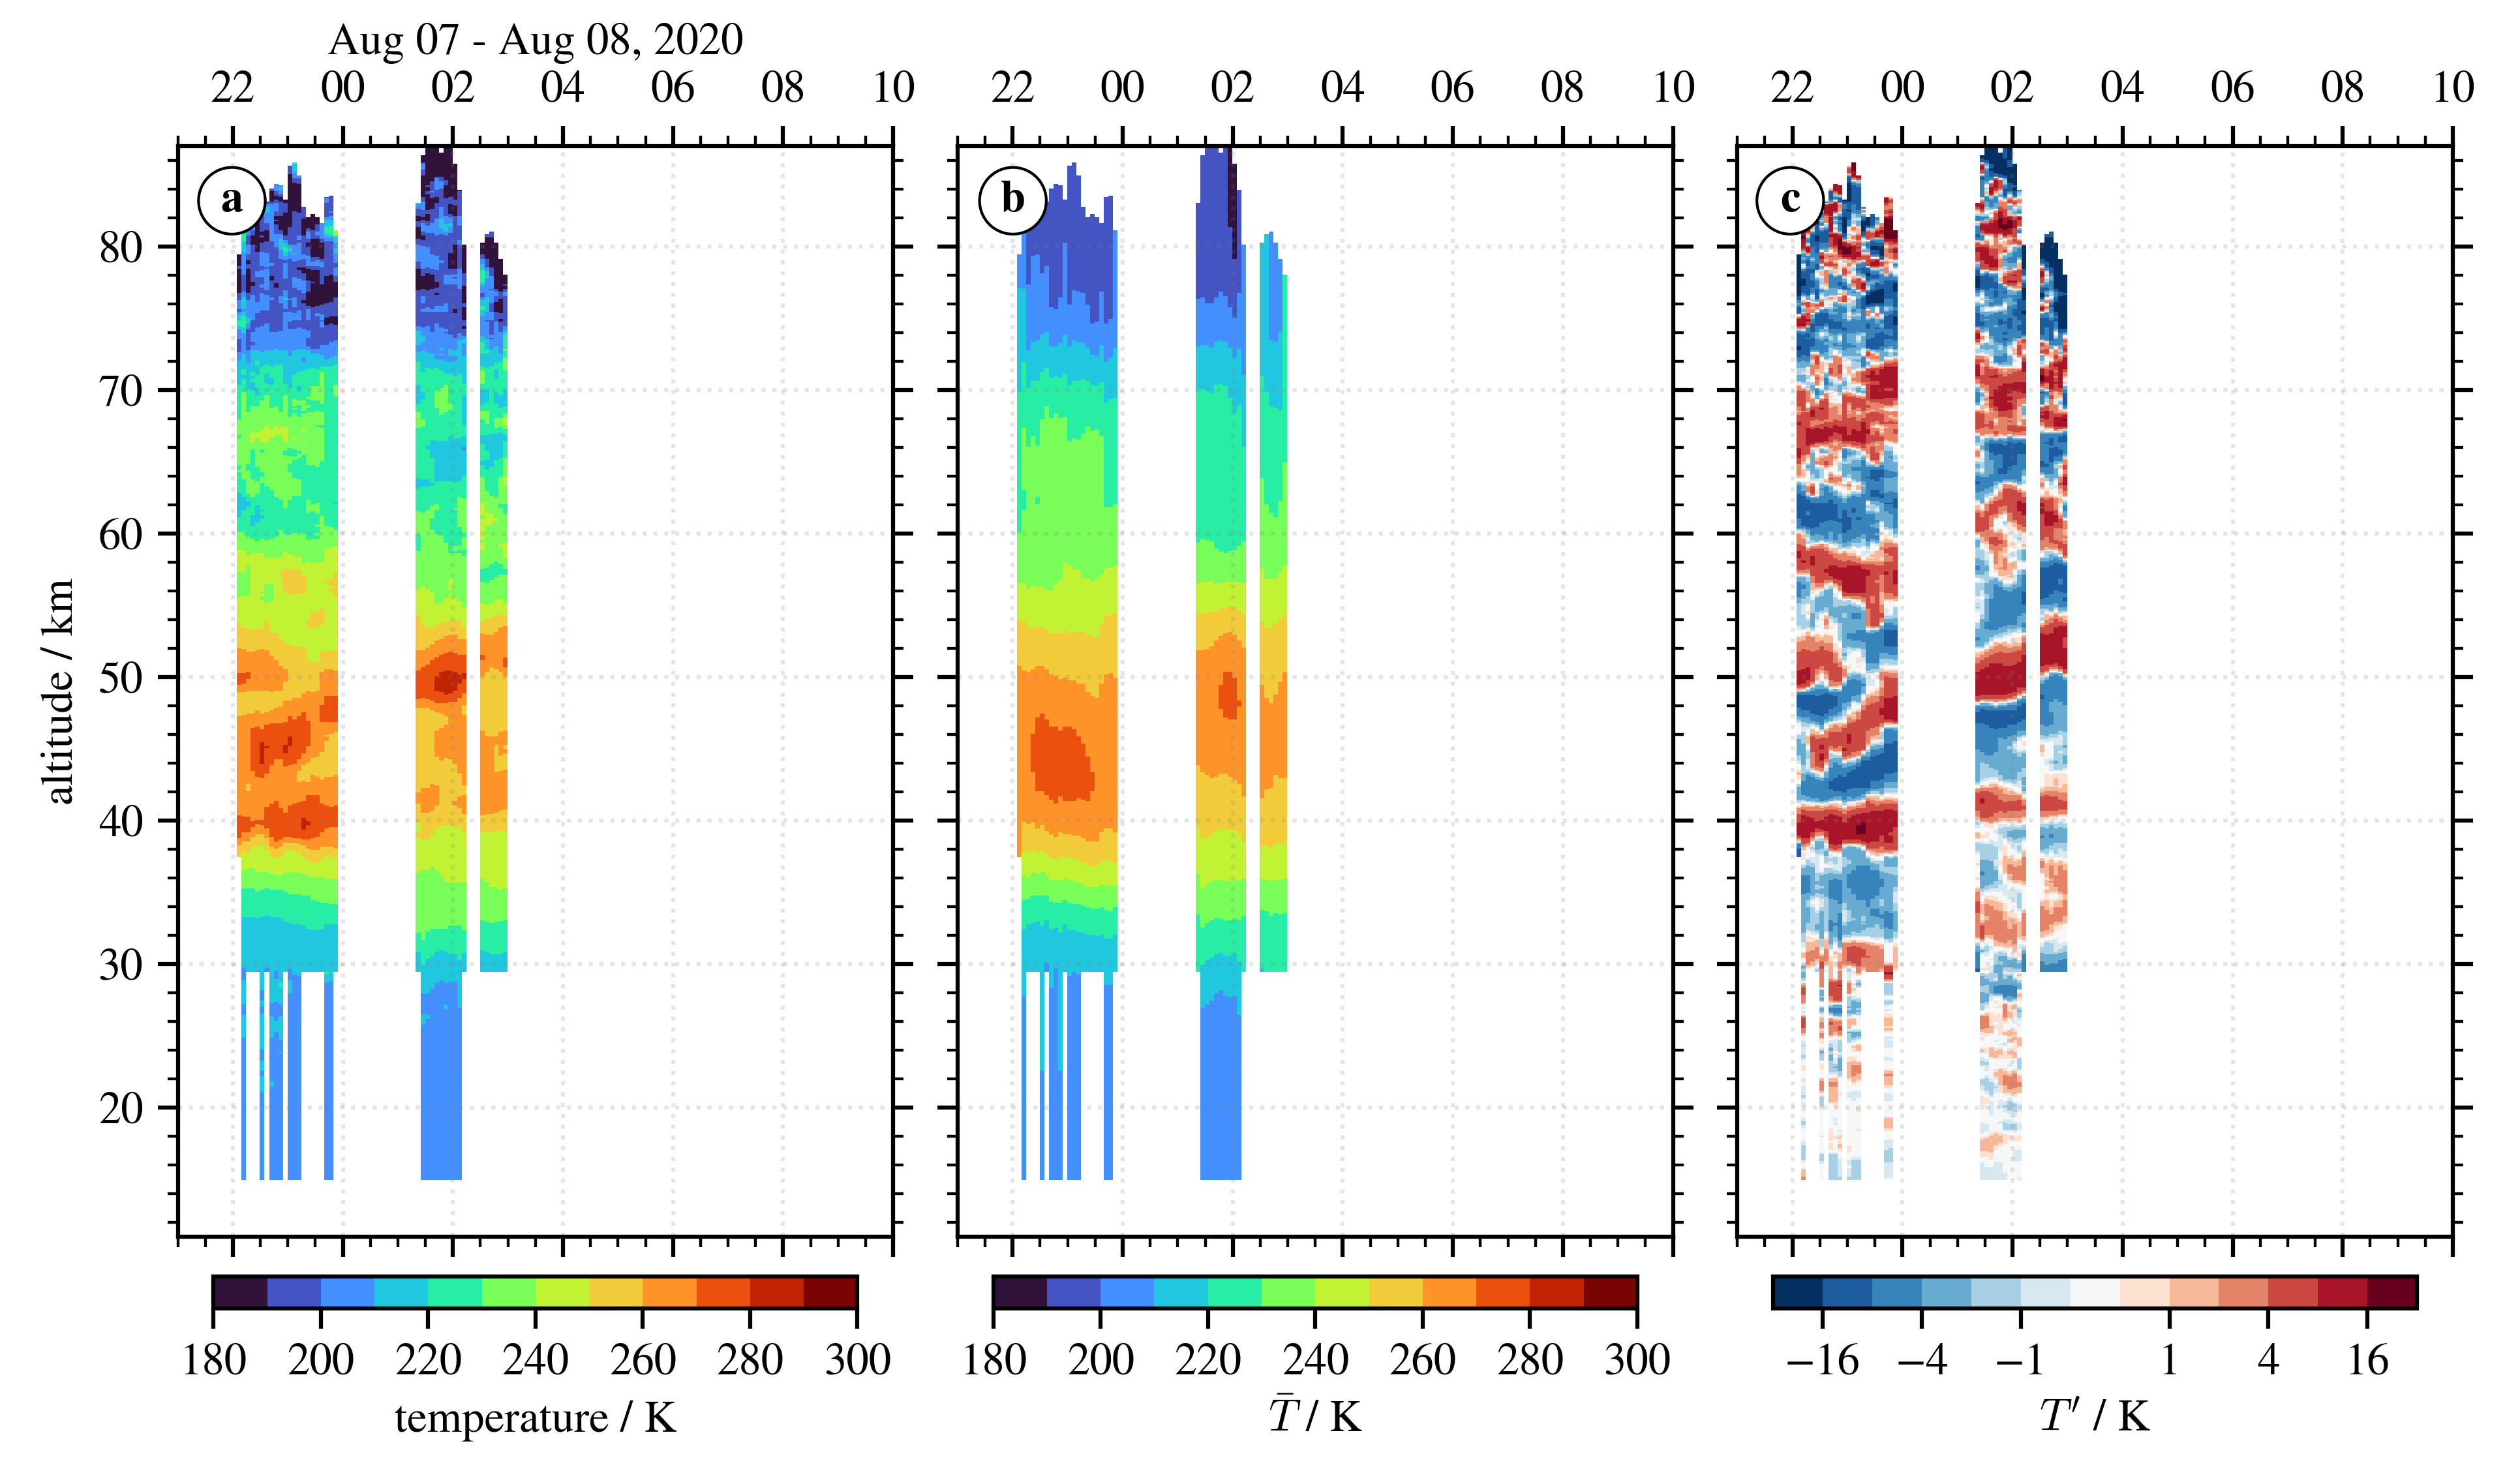 Aug 07 - Aug 08, 2020
22 00 02 04 06 08 10
22 00 02 04 06 08 10
22 00 02 04 06 08 10
a
b
c
altitude / km
80
70
60
50
40
30
20
180 200 220 240 260 280 300
temperature / K
180 200 220 240 260 280 300
T̄ / K
−16 −4 −1 1 4 16
T′ / K